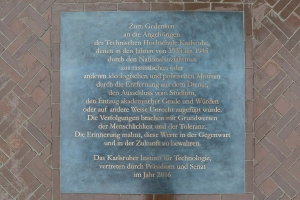 Zum Gedenken
an die Angehörigen
der Technischen Hochschule Karlsruhe,
denen in den Jahren von 1933 bis 1945
durch den Nationalsozialismus
aus rassistischen oder
anderen ideologischen und politischen Motiven
durch die Entfernung aus dem Dienst,
den Ausschluss vom Studium,
den Entzug akademischer Grade und Würden
oder auf andere Weise Unrecht zugefügt wurde.
Die Verfolgungen brachen mit Grundwerten
der Menschlichkeit und der Toleranz.
Die Erinnerung mahnt, diese Werte in der Gegenwart
und in der Zukunft zu bewahren.
Das Karlsruher Institut für Technologie,
vertreten durch Präsidium und Senat
im Jahr